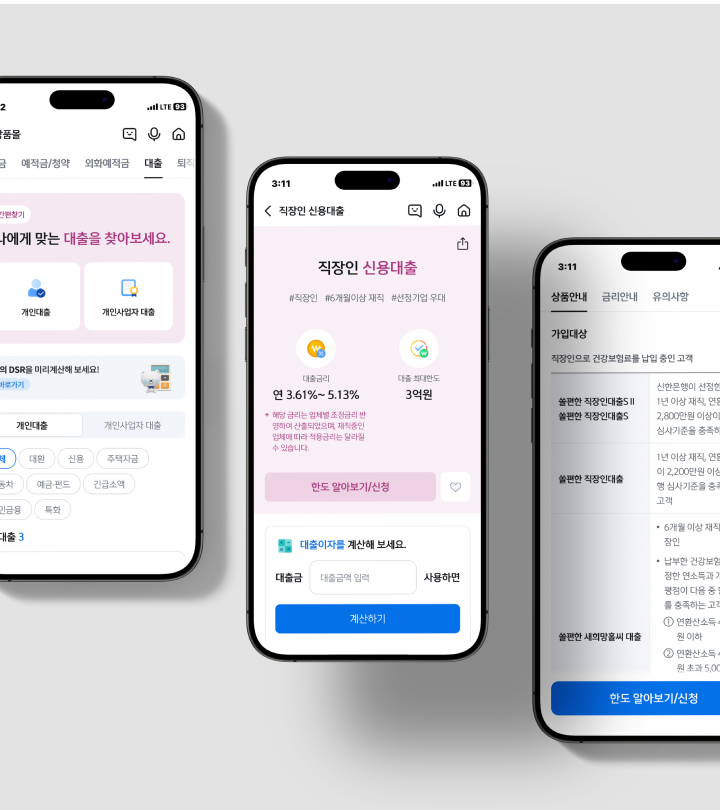 예적금/청약 외화예적금 대출
나에게 맞는 대출을 찾아보세요.
개인대출
개인사업자 대출
DSR을 미리계산해 보세요!
바로가기
개인대출
개인사업자 대출
대환
신용
주택자금
예금·펀드
긴급소액
특화
대출 3
LTE 93
3:11
LTE 93
직장인 신용대출
직장인 신용대출
#직장인 #6개월이상 재직 #선정기업 우대
대출금리
연 3.61%~ 5.13%
대출 최대한도
3억원
* 해당 금리는 업체별 조정금리 반
영하여 산출되었으며, 재직중인
업체에 따라 적용금리는 달라질
수 있습니다.
한도 알아보기/신청
대출이자를 계산해 보세요.
대출금
대출금액 입력
사용하면
계산하기
3:11
상품안내 금리안내 유의사항
가입대상
직장인으로 건강보험료를 납입 중인 고객
쏠편한 직장인대출SⅡ
쏠편한 직장인대출S
신한은행이 선정한
1년 이상 재직, 연
2,800만원 이상
심사기준을 충족
쏠편한 직장인대출
1년 이상 재직, 연
이 2,200만원 이상
행 심사기준을 충족
고객
쏠편한 새희망홀씨 대출
• 6개월 이상 재직
장인
• 납부한 건강보험
정한 연소득과
평점이 다음 중
를 충족하는 고
① 연환산소득
원 이하
② 연환산소득
원 초과 5,00
한도 알아보기/신청